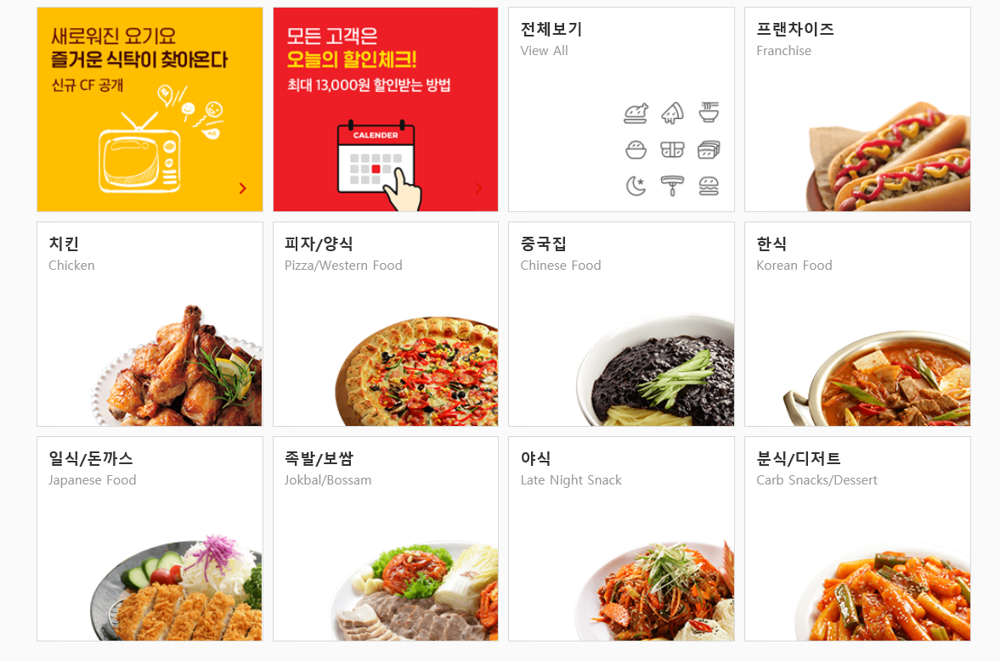 새로워진 요기요
즐거운 식탁이 찾아온다
신규 CF 공개
모든 고객은
오늘의 할인체크!
최대 13,000원 할인받는 방법
CALENDER
전체보기
View All
프랜차이즈
Franchise
치킨
Chicken
피자/양식
Pizza/Western Food
중국집
Chinese Food
한식
Korean Food
일식/돈까스
Japanese Food
족발/보쌈
Jokbal/Bossam
야식
Late Night Snack
분식/디저트
Carb Snacks/Dessert